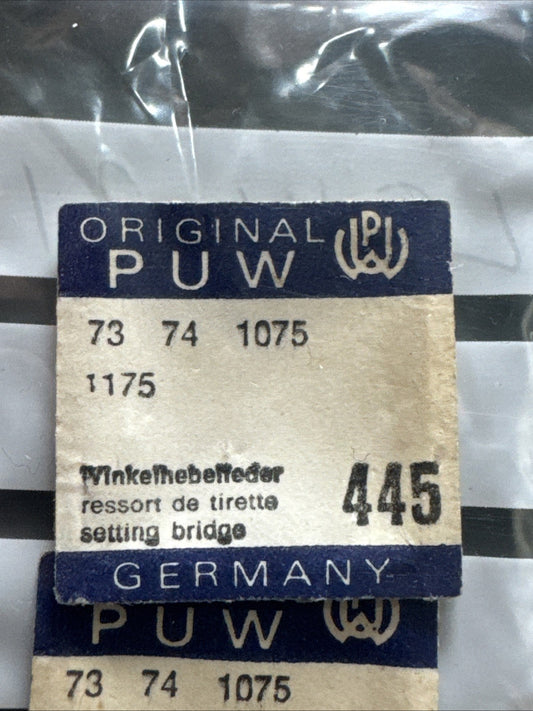 ORIGINAL
PUW
73 74 1075
1175
Winkelhebelfeder
ressort de tirette
setting bridge
445
GERMANY
PUW
73 74 1075